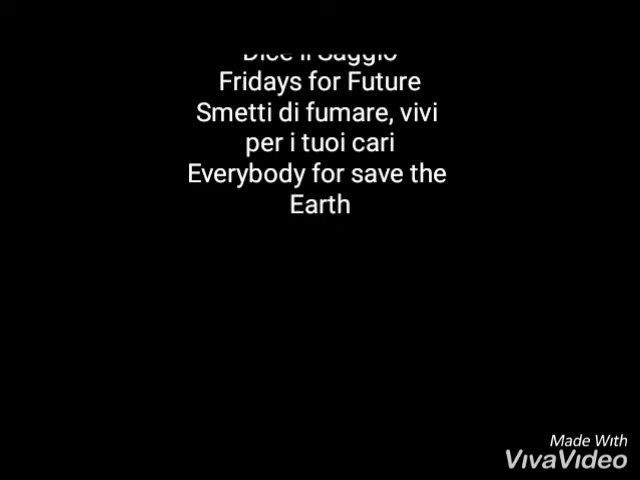 Dice il Saggio
Fridays for Future
Smetti di fumare, vivi
per i tuoi cari
Everybody for save the
Earth
Made With
VivaVideo